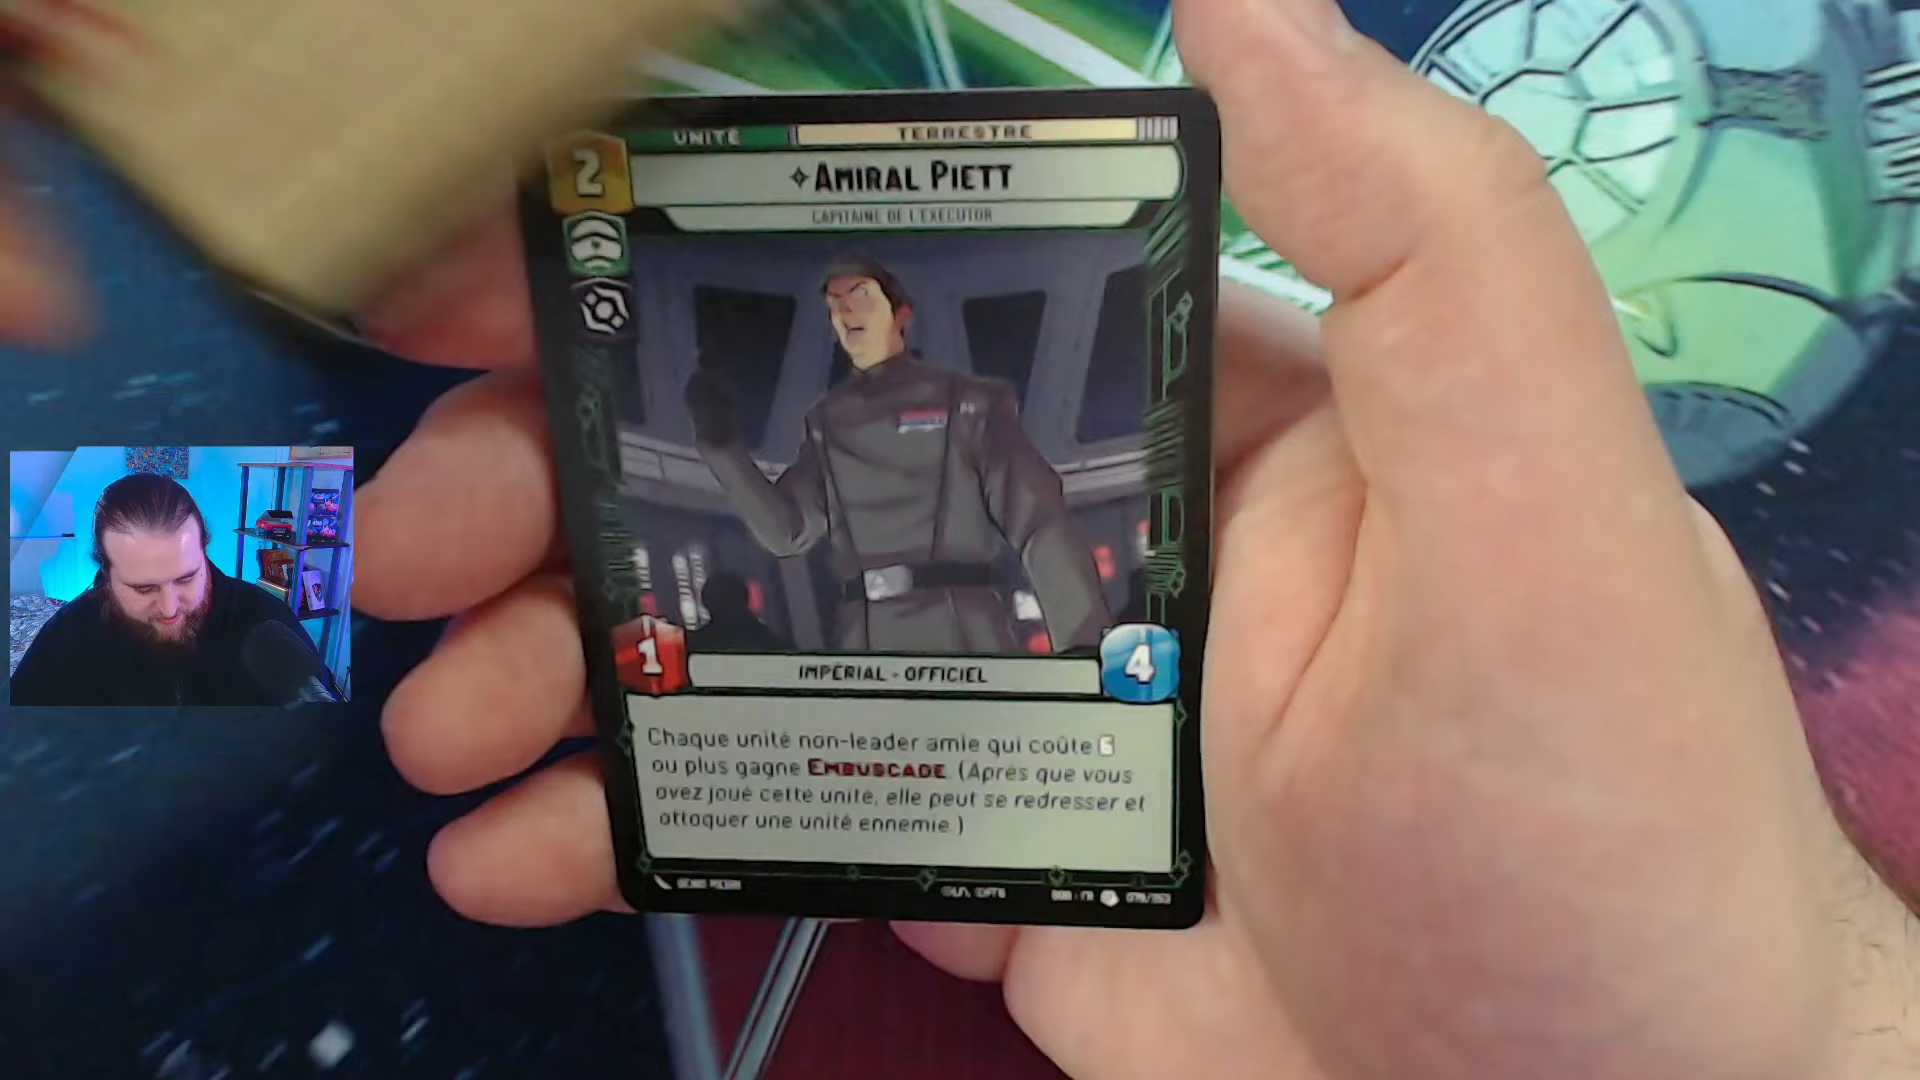 UNITÉ
TERRESTRE
2
AMIRAL PIETT
CAPITAINE DE L'EXECUTOR
1
4
IMPÉRIAL - OFFICIEL
Chaque unité non-leader amie qui coûte 6
ou plus gagne EMBUSCADE. (Après que vous
avez joué cette unité, elle peut se redresser et
attaquer une unité ennemie.)